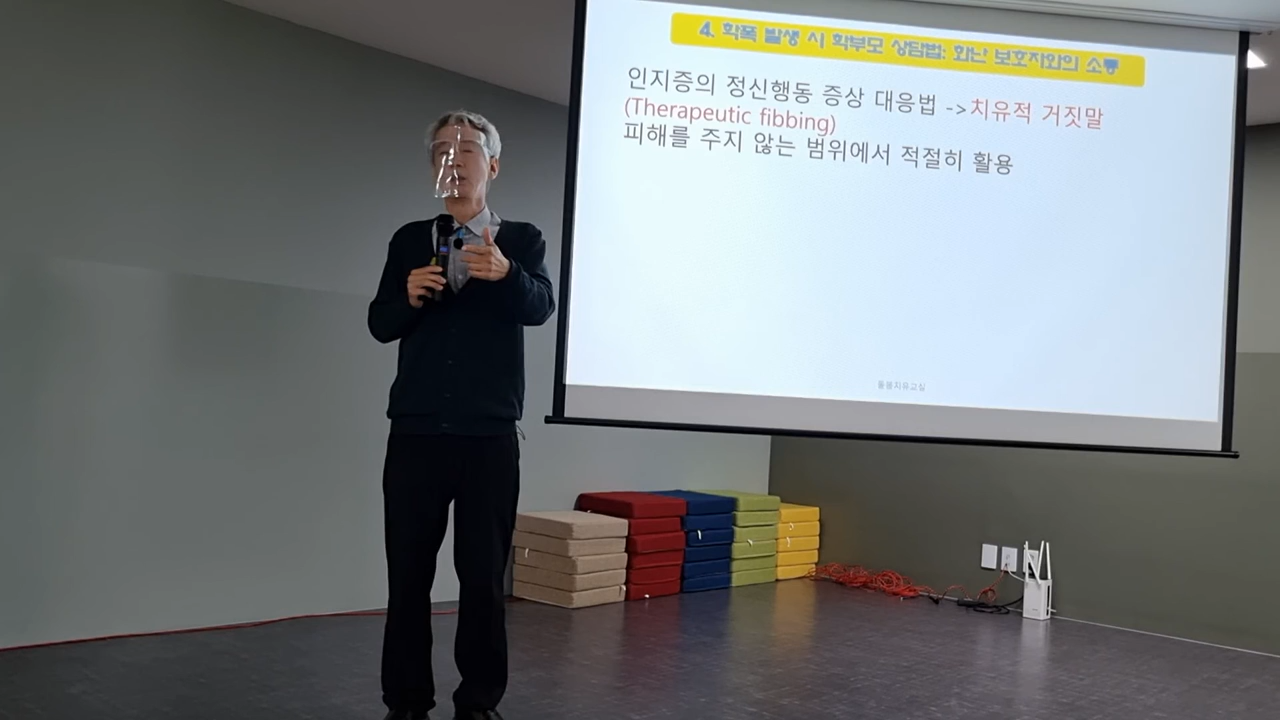 4. 학폭 발생 시 학부모 상담법: 화난 보호자와의 소통
인지증의 정신행동 증상 대응법 ->치유적 거짓말
(Therapeutic fibbing)
피해를 주지 않는 범위에서 적절히 활용